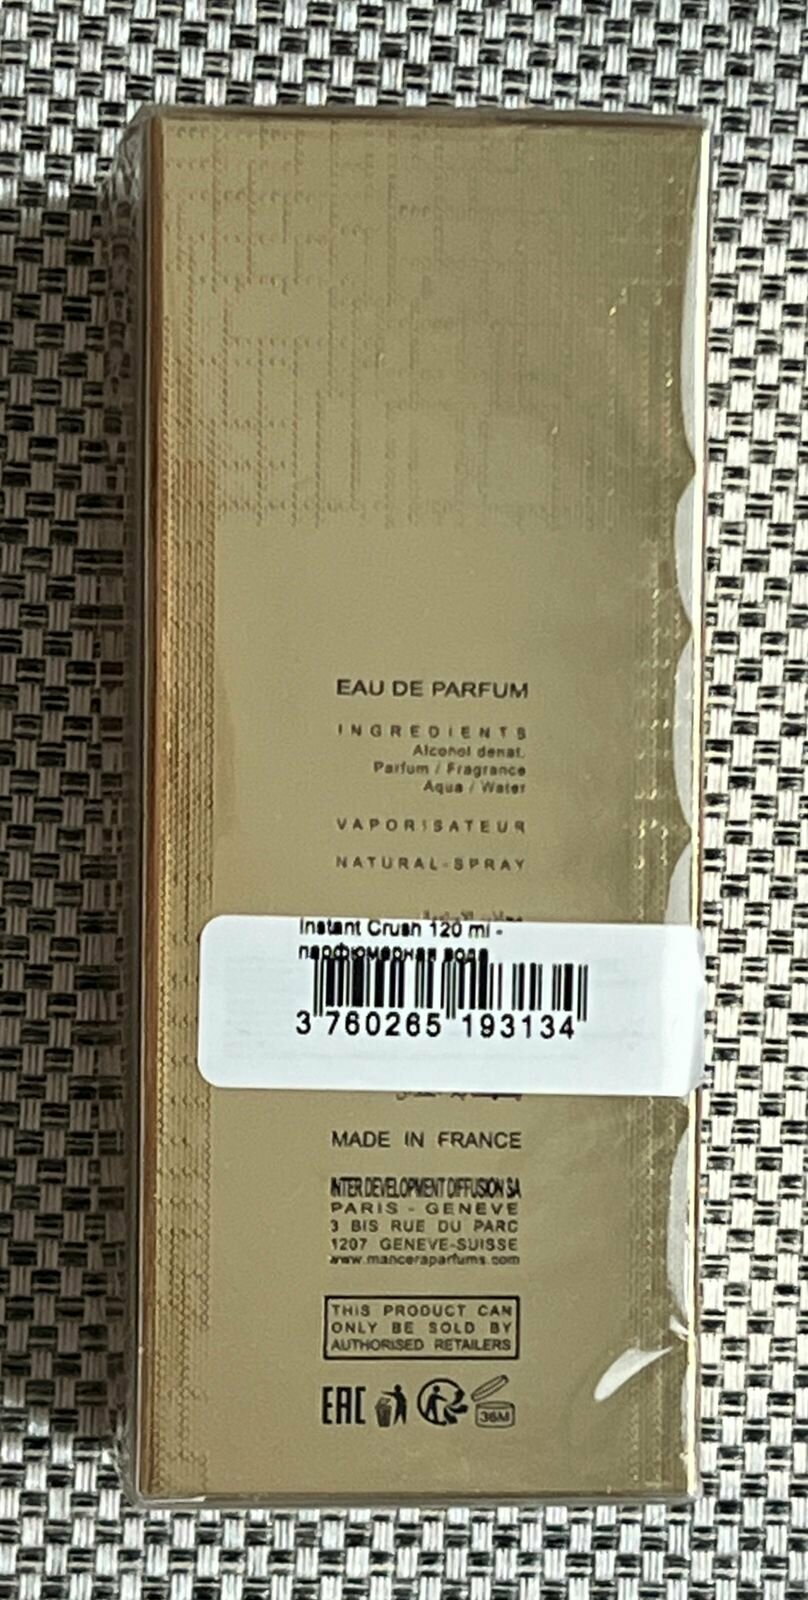 EAU DE PARFUM
INGREDIENTS
Alcohol denat.
Parfum / Fragrance
Aqua / Water
VAPORISATEUR
NATURAL-SPRAY
Instant Crush 120 ml -
парфюмерная вода
3 760265 193134
MADE IN FRANCE
INTER DEVELOPMENT DIFFUSION SA
PARIS - GENEVE
3 BIS RUE DU PARC
1207 GENEVE-SUISSE
www.manceraparfums.com
THIS PRODUCT CAN
ONLY BE SOLD BY
AUTHORISED RETAILERS
EAC
36M